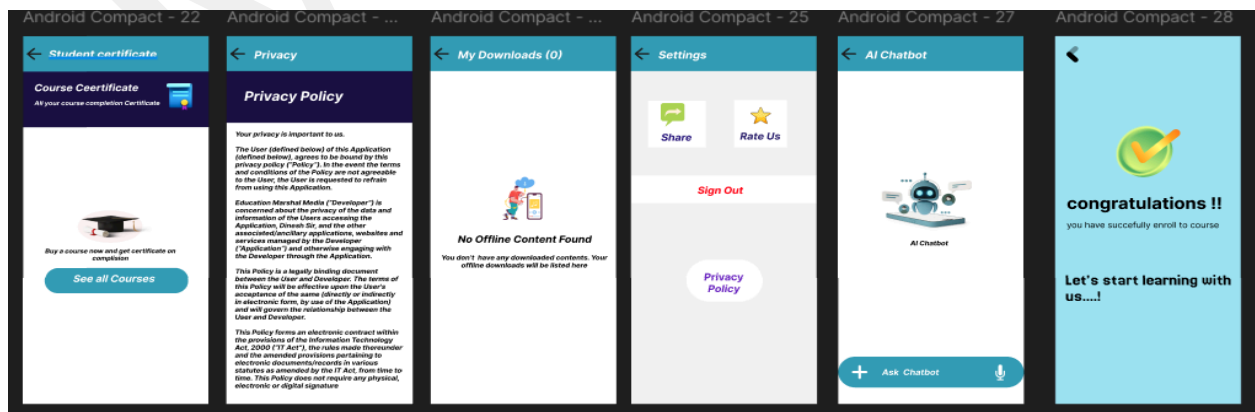 Android Compact - 22
Student certificate
Course Ceertificate
All your course completion Certificate
Buy a course now and get certificate on
complision
See all Courses
Android Compact - ...
Privacy
Privacy Policy
Your privacy is important to us.
The User (defined below) of this Application
(defined below), agrees to be bound by this
privacy policy ("Policy"). In the event the terms
and conditions of the Policy are not agreeable
to the User, the User is requested to refrain
from using this Application.
Education Marshal Media ("Developer") is
concerned about the privacy of the data and
information of the Users accessing the
Application, Dinesh Sir, and the other
associated/ancillary applications, websites and
services managed by the Developer
("Application") and otherwise engaging with
the Developer through the Application.
This Policy is a legally binding document
between the User and Developer. The terms of
this Policy will be effective upon the User's
acceptance of the same (directly or indirectly
in electronic form, by use of the Application)
and will govern the relationship between the
User and Developer.
This Policy forms an electronic contract within
the provisions of the Information Technology
Act, 2000 ("IT Act"), the rules made thereunder
and the amended provisions pertaining to
electronic documents/records in various
statutes as amended by the IT Act, from time to
time. This Policy does not require any physical,
electronic or digital signature
Android Compact - ...
My Downloads (0)
No Offline Content Found
You don't have any downloaded contents. Your
offline downloads will be listed here
Android Compact - 25
Settings
Share
Rate Us
Sign Out
Privacy
Policy
Android Compact - 27
AI Chatbot
AI Chatbot
Ask Chatbot
Android Compact - 28
congratulations !!
you have succefully enroll to course
Let's start learning with
us....!